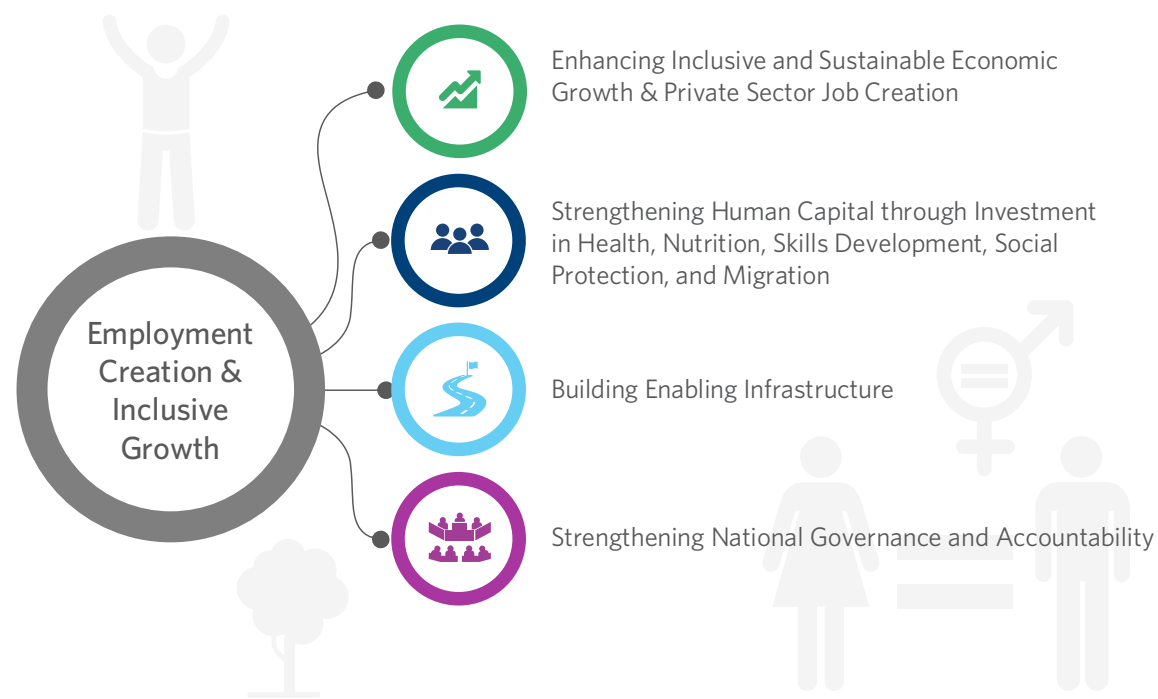 Employment
Creation &
Inclusive
Growth
Enhancing Inclusive and Sustainable Economic
Growth & Private Sector Job Creation
Strengthening Human Capital through Investment
in Health, Nutrition, Skills Development, Social
Protection, and Migration
Building Enabling Infrastructure
Strengthening National Governance and Accountability